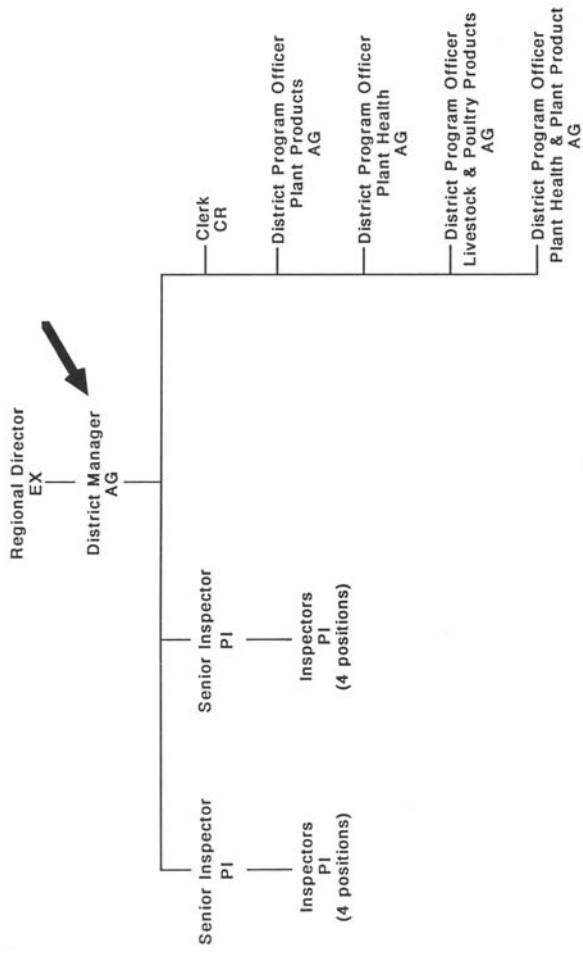 Regional Director
EX
District Manager
AG
Senior Inspector
PI
Inspectors
PI
(4 positions)
Senior Inspector
PI
Inspectors
PI
(4 positions)
Clerk
CR
District Program Officer
Plant Products
AG
District Program Officer
Plant Health
AG
District Program Officer
Livestock & Poultry Products
AG
District Program Officer
Plant Health & Plant Product
AG